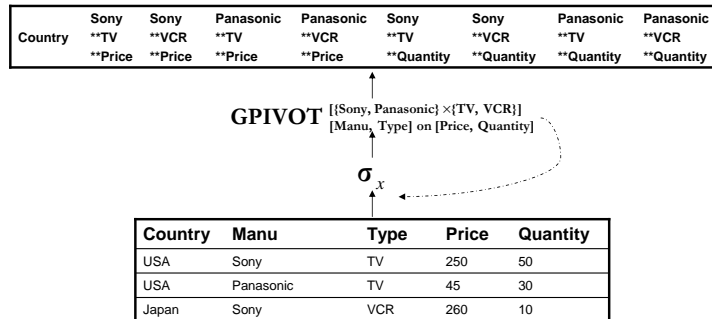 Sony Sony Panasonic Panasonic Sony Sony Panasonic Panasonic
Country **TV **VCR **TV **VCR **TV **VCR **TV **VCR
**Price **Price **Price **Price **Quantity **Quantity **Quantity **Quantity
GPIVOT [{Sony, Panasonic} ×{TV, VCR}]
[Manu, Type] on [Price, Quantity]
σx
Country Manu Type Price Quantity
USA Sony TV 250 50
USA Panasonic TV 45 30
Japan Sony VCR 260 10